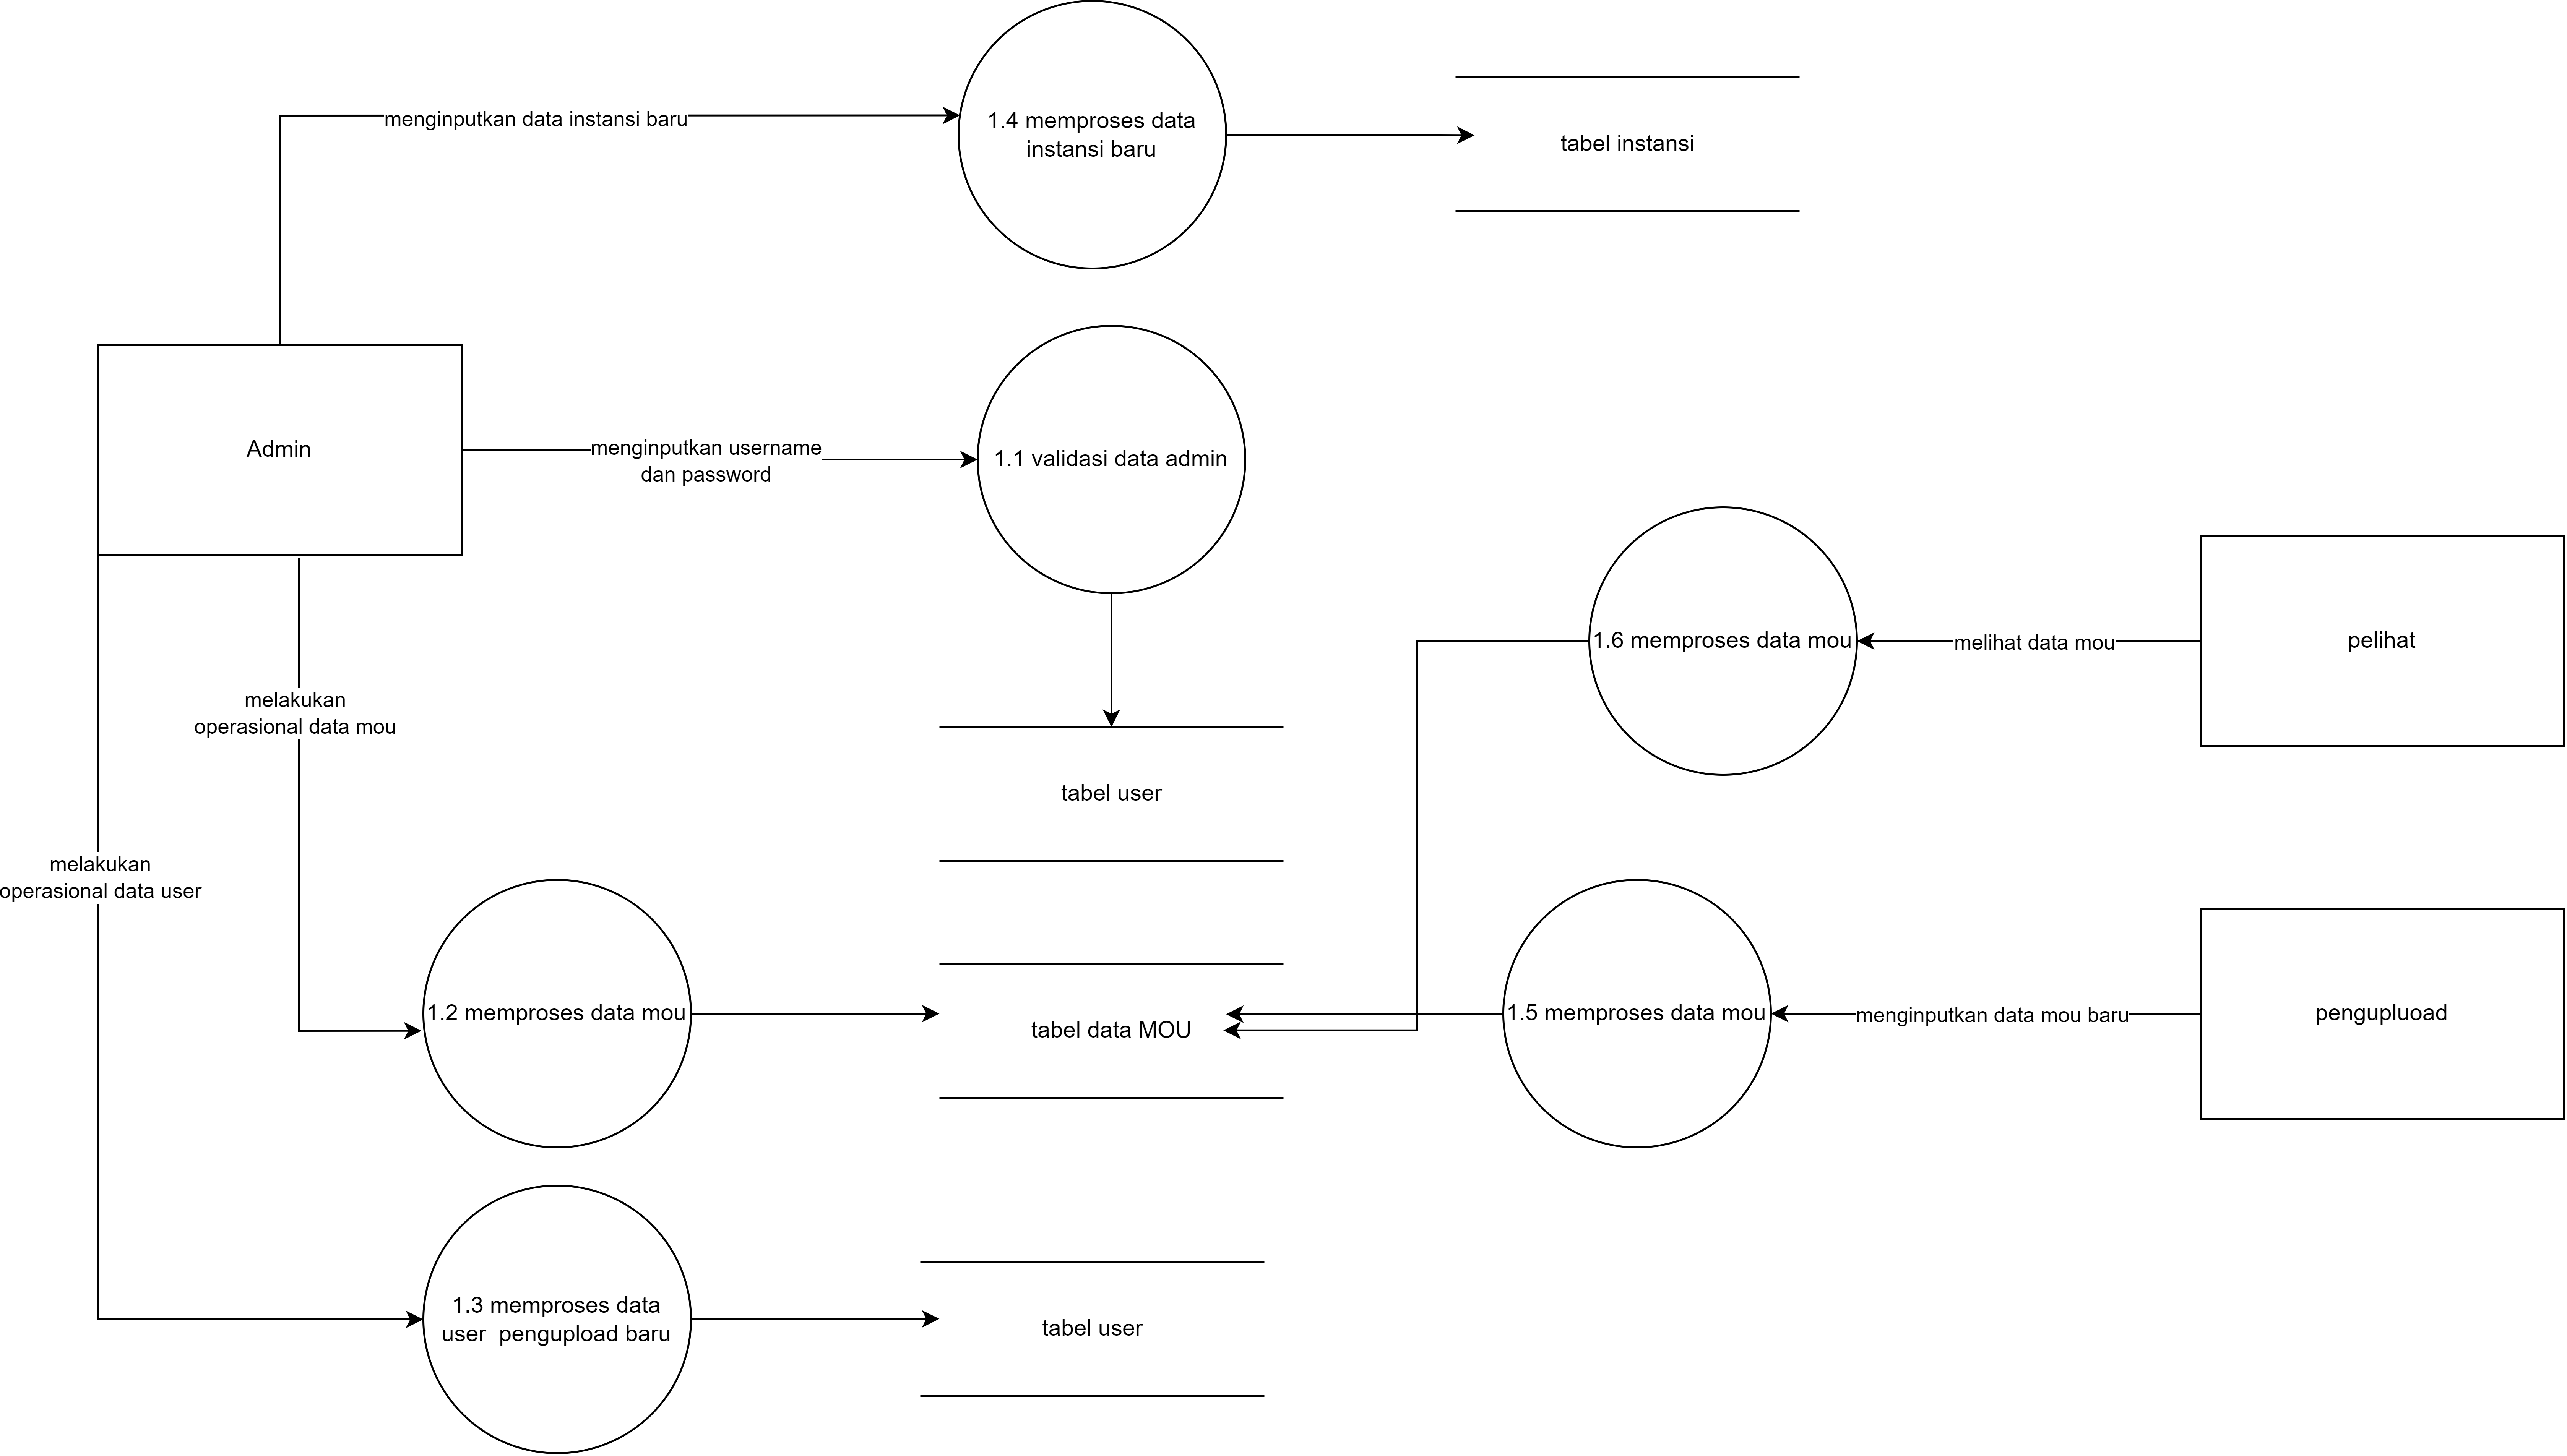 menginputkan data instansi baru
1.4 memproses data
instansi baru
tabel instansi
Admin
menginputkan username
dan password
1.1 validasi data admin
1.6 memproses data mou
melihat data mou
pelihat
melakukan
operasional data mou
tabel user
melakukan
operasional data user
1.2 memproses data mou
tabel data MOU
1.5 memproses data mou
menginputkan data mou baru
pengupluoad
1.3 memproses data
user  pengupload baru
tabel user